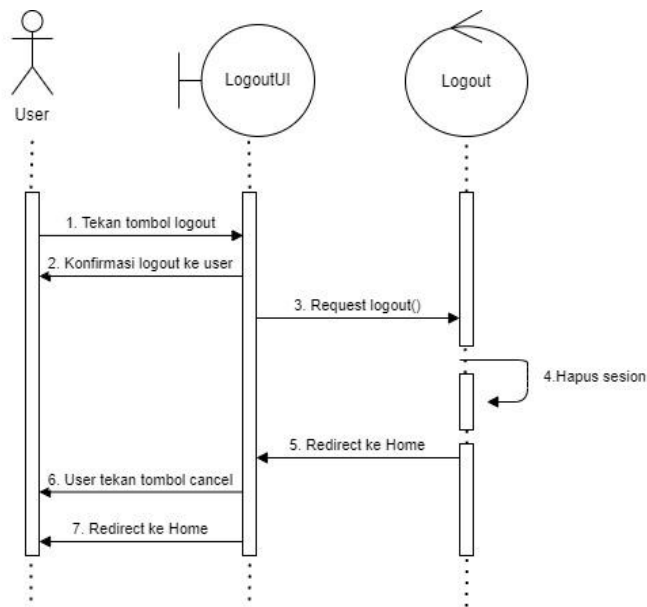 LogoutUI
Logout
User
1. Tekan tombol logout
2. Konfirmasi logout ke user
3. Request logout()
4.Hapus sesion
5. Redirect ke Home
6. User tekan tombol cancel
7. Redirect ke Home